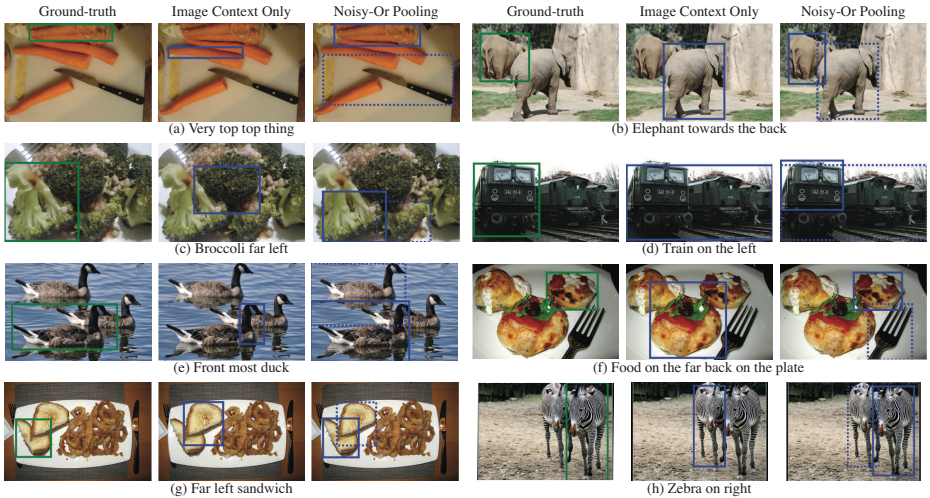 Ground-truth Image Context Only Noisy-Or Pooling Ground-truth Image Context Only Noisy-Or Pooling
(a) Very top top thing (b) Elephant towards the back
(c) Broccoli far left (d) Train on the left
(e) Front most duck (f) Food on the far back on the plate
(g) Far left sandwich (h) Zebra on right